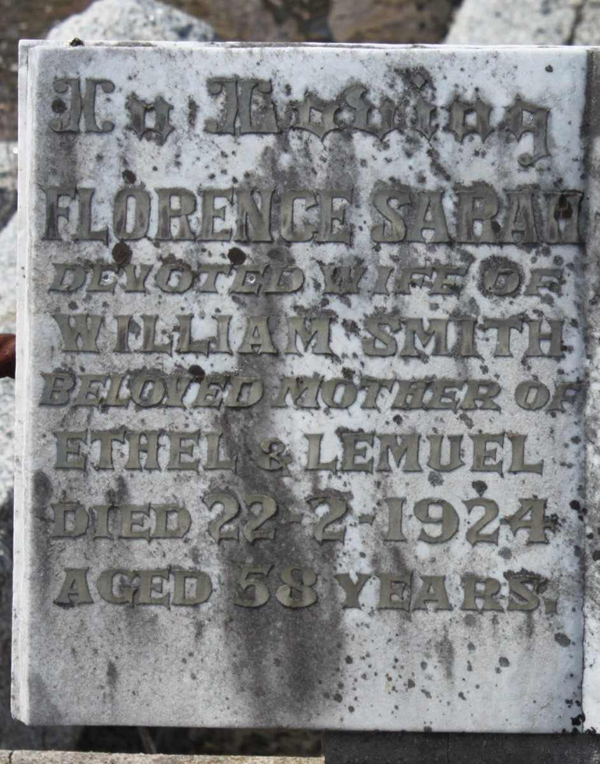 In Loving
FLORENCE SARAH
DEVOTED WIFE OF
WILLIAM SMITH
BELOVED MOTHER OF
ETHEL & LEMUEL
DIED 22-2-1924
AGED 58 YEARS.